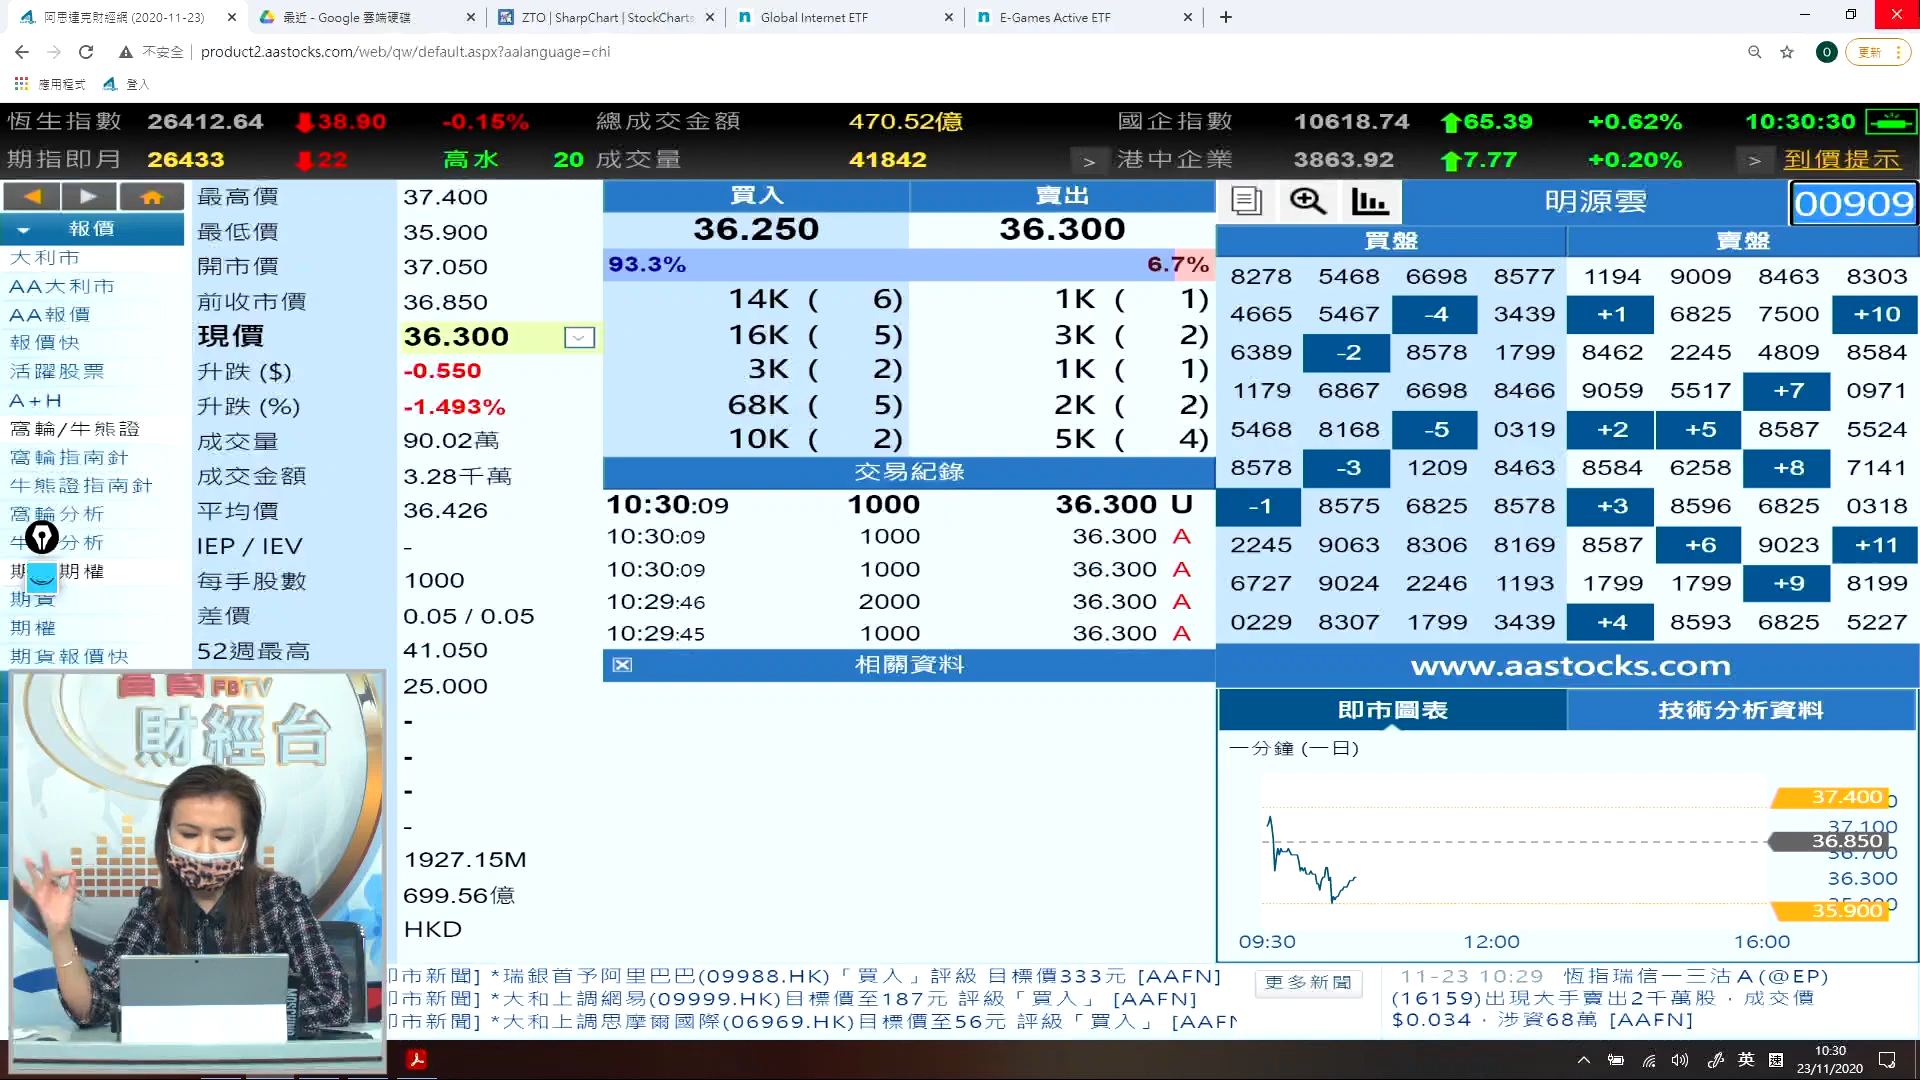 阿思達克財經網 (2020-11-23)
最近 - Google 雲端硬碟
ZTO | SharpChart | StockCharts
Global Internet ETF
E-Games Active ETF
不安全
product2.aastocks.com/web/qw/default.aspx?aalanguage=chi
O
更新
應用程式
登入
恆生指數 26412.64 38.90 -0.15% 總成交金額 470.52億 國企指數 10618.74 65.39 +0.62% 10:30:30
期指即月 26433 22 高水 20 成交量 41842 > 港中企業 3863.92 7.77 +0.20% > 到價提示
報價
大利市
AA大利市
AA報價
報價快
活躍股票
A+H
窩輪/牛熊證
窩輪指南針
牛熊證指南針
窩輪分析
牛 分析
期 期權
期貨
期權
期貨報價快
最高價 37.400
最低價 35.900
開市價 37.050
前收市價 36.850
現價 36.300
升跌 ($) -0.550
升跌 (%) -1.493%
成交量 90.02萬
成交金額 3.28千萬
平均價 36.426
IEP / IEV -
每手股數 1000
差價 0.05 / 0.05
52週最高 41.050
25.000
-
-
-
-
1927.15M
699.56億
HKD
買入 賣出
36.250 36.300
93.3% 6.7%
14K ( 6) 1K ( 1)
16K ( 5) 3K ( 2)
3K ( 2) 1K ( 1)
68K ( 5) 2K ( 2)
10K ( 2) 5K ( 4)
交易紀錄
10:30:09 1000 36.300 U
10:30:09 1000 36.300 A
10:30:09 1000 36.300 A
10:29:46 2000 36.300 A
10:29:45 1000 36.300 A
相關資料
明源雲 00909
買盤 賣盤
8278 5468 6698 8577 1194 9009 8463 8303
4665 5467 -4 3439 +1 6825 7500 +10
6389 -2 8578 1799 8462 2245 4809 8584
1179 6867 6698 8466 9059 5517 +7 0971
5468 8168 -5 0319 +2 +5 8587 5524
8578 -3 1209 8463 8584 6258 +8 7141
-1 8575 6825 8578 +3 8596 6825 0318
2245 9063 8306 8169 8587 +6 9023 +11
6727 9024 2246 1193 1799 1799 +9 8199
0229 8307 1799 3439 +4 8593 6825 5227
www.aastocks.com
即市圖表 技術分析資料
一分鐘 (一日)
37.400
37.100
36.850
36.700
36.300
35.900
09:30 12:00 16:00
FBTV
財經台
即市新聞] *瑞銀首予阿里巴巴(09988.HK)「買入」評級 目標價333元 [AAFN]
即市新聞] *大和上調網易(09999.HK)目標價至187元 評級「買入」 [AAFN]
即市新聞] *大和上調思摩爾國際(06969.HK)目標價至56元 評級「買入」 [AAFN
更多新聞
11-23 10:29 恆指瑞信一三沽A(@EP)
(16159)出現大手賣出2千萬股，成交價
$0.034，涉資68萬 [AAFN]
英
10:30
23/11/2020